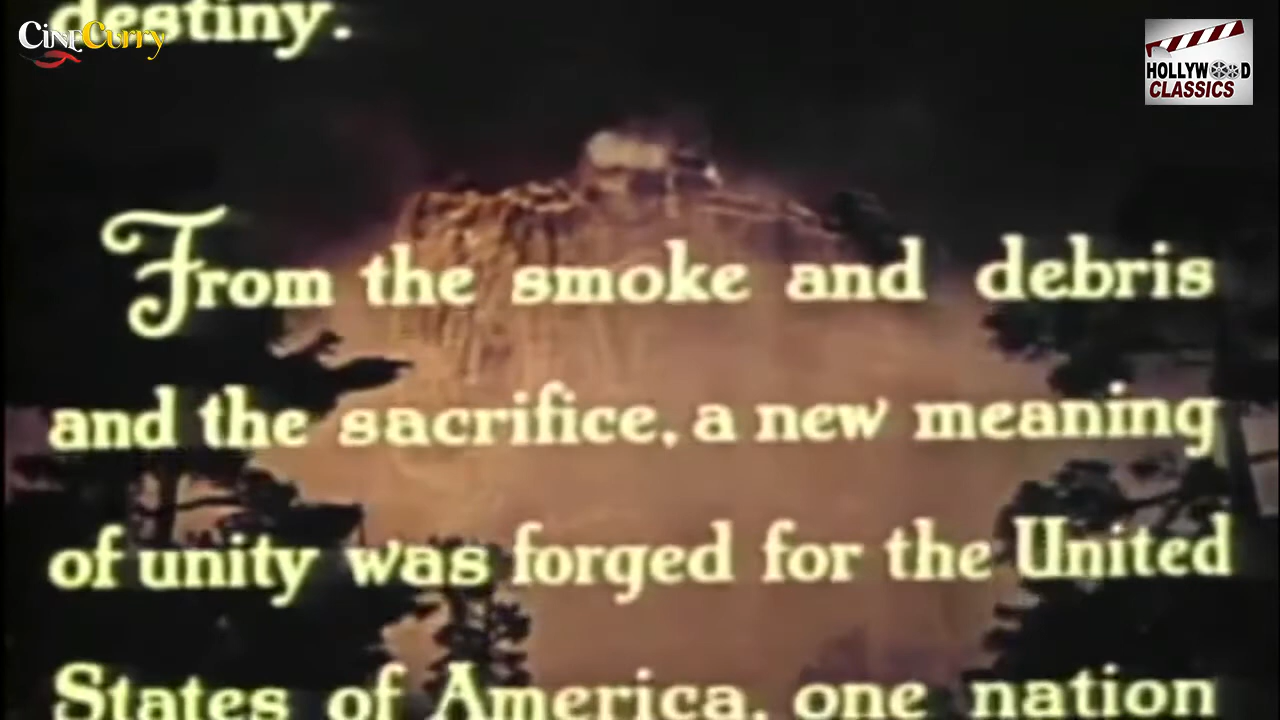 destiny.
CineCurry
HOLLYWOOD
CLASSICS
From the smoke and debris
and the sacrifice, a new meaning
of unity was forged for the United
States of America, one nation